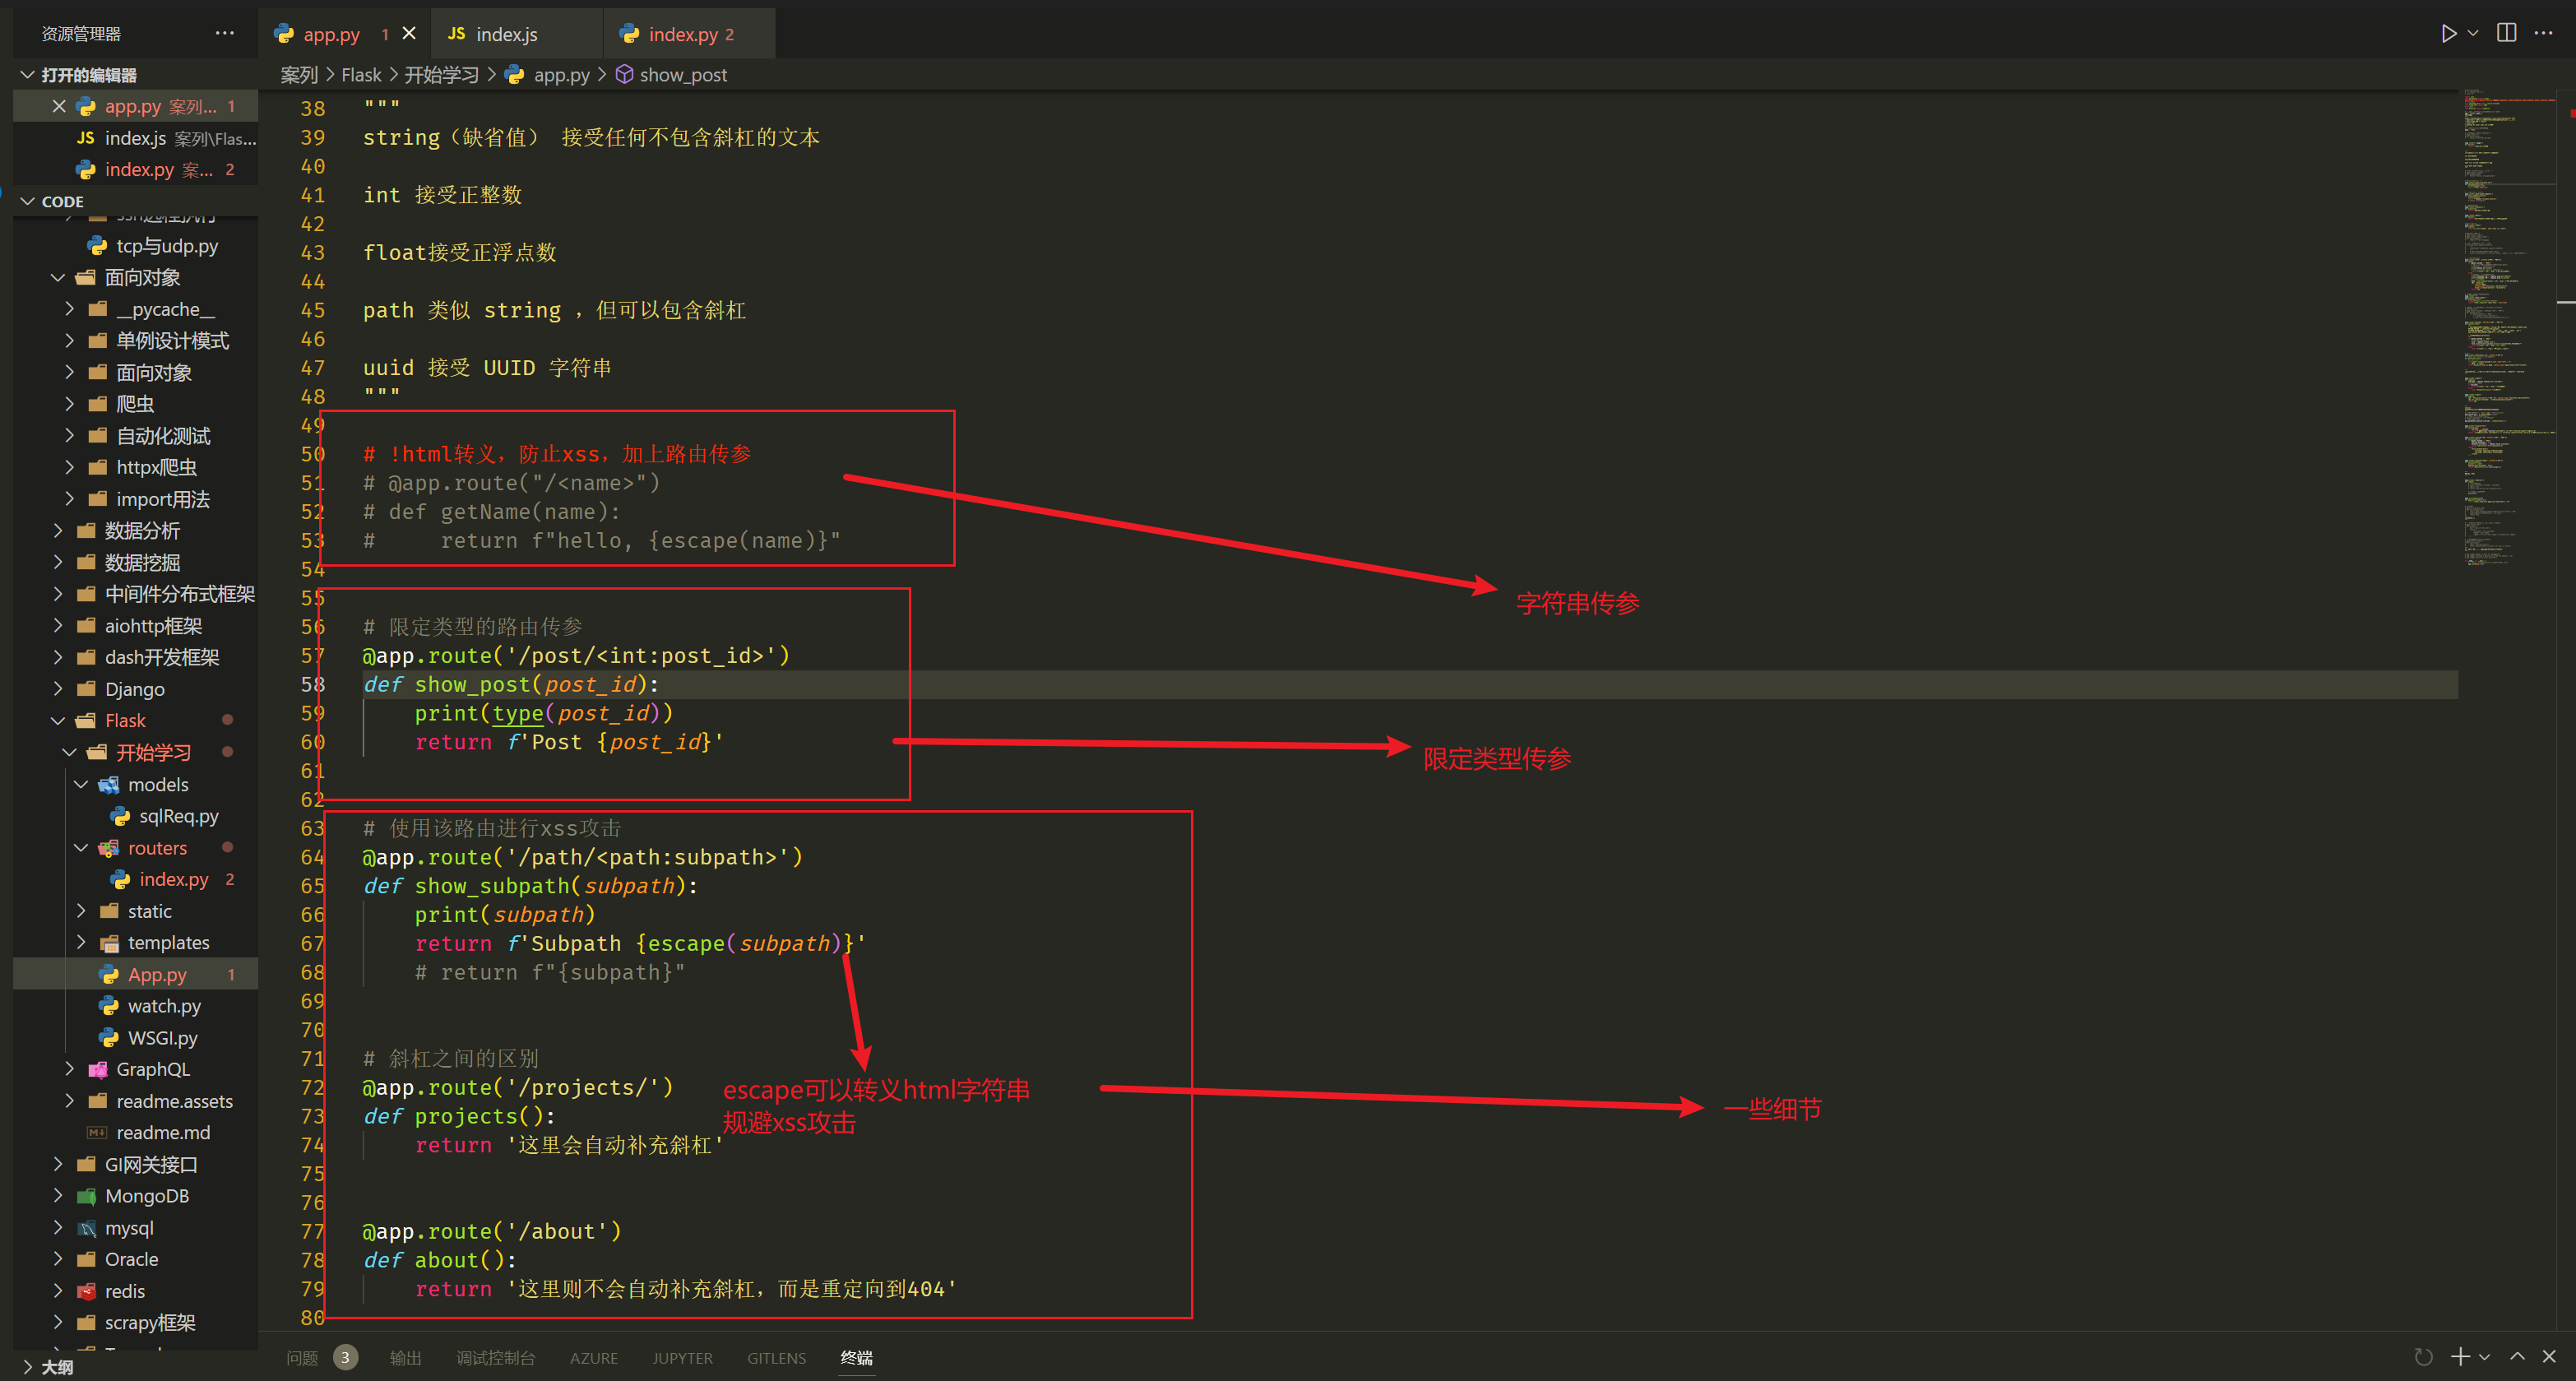 资源管理器
打开的编辑器
app.py 案列... 1
index.js 案列\Flas...
index.py 案... 2
CODE
tcp与udp.py
面向对象
__pycache__
单例设计模式
面向对象
爬虫
自动化测试
httpx爬虫
import用法
数据分析
数据挖掘
中间件分布式框架
aiohttp框架
dash开发框架
Django
Flask
开始学习
models
sqlReq.py
routers
index.py 2
static
templates
App.py 1
watch.py
WSGI.py
GraphQL
readme.assets
readme.md
GI网关接口
MongoDB
mysql
Oracle
redis
scrapy框架
大纲
app.py 1
JS index.js
index.py 2
案列 > Flask > 开始学习 > app.py > show_post
38 """
39 string（缺省值） 接受任何不包含斜杠的文本
40
41 int 接受正整数
42
43 float接受正浮点数
44
45 path 类似 string ，但可以包含斜杠
46
47 uuid 接受 UUID 字符串
48 """
49
50 # !html转义，防止xss，加上路由传参
51 # @app.route("/<name>")
52 # def getName(name):
53 #     return f"hello, {escape(name)}"
54
55
56 # 限定类型的路由传参
57 @app.route('/post/<int:post_id>')
58 def show_post(post_id):
59     print(type(post_id))
60     return f'Post {post_id}'
61
62
63 # 使用该路由进行xss攻击
64 @app.route('/path/<path:subpath>')
65 def show_subpath(subpath):
66     print(subpath)
67     return f'Subpath {escape(subpath)}'
68     # return f"{subpath}"
69
70
71 # 斜杠之间的区别
72 @app.route('/projects/')
73 def projects():
74     return '这里会自动补充斜杠'
75
76
77 @app.route('/about')
78 def about():
79     return '这里则不会自动补充斜杠，而是重定向到404'
80
字符串传参
限定类型传参
escape可以转义html字符串
规避xss攻击
一些细节
问题 3 输出 调试控制台 AZURE JUPYTER GITLENS 终端